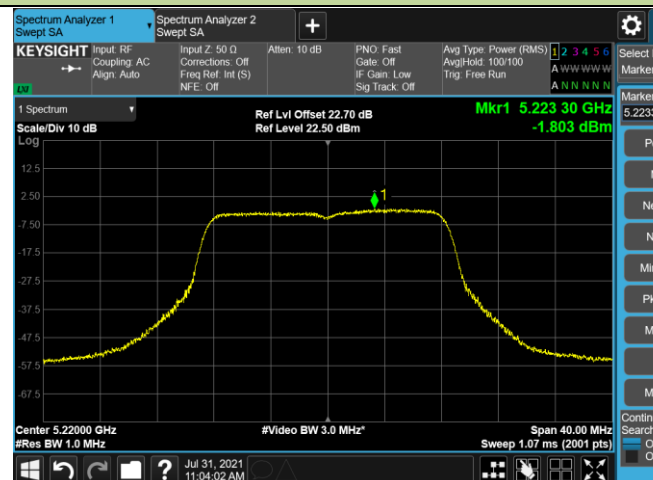 Spectrum Analyzer 1
Swept SA
Spectrum Analyzer 2
Swept SA
KEYSIGHT
Input: RF
Coupling: AC
Align: Auto
Input Z: 50 Ω
Corrections: Off
Freq Ref: Int (S)
NFE: Off
Atten: 10 dB
PNO: Fast
Gate: Off
IF Gain: Low
Sig Track: Off
Avg Type: Power (RMS)
Avg|Hold: 100/100
Trig: Free Run
1 2 3 4 5 6
A W W W W W
A N N N N N
LXI
Select
Marker
1 Spectrum
Scale/Div 10 dB
Ref Lvl Offset 22.70 dB
Ref Level 22.50 dBm
Mkr1 5.223 30 GHz
-1.803 dBm
Marker
5.2233
Log
12.5
2.50
-7.50
-17.5
-27.5
-37.5
-47.5
-57.5
-67.5
1
Center 5.22000 GHz
#Res BW 1.0 MHz
#Video BW 3.0 MHz*
Span 40.00 MHz
Sweep 1.07 ms (2001 pts)
Contin
Search
Jul 31, 2021
11:04:02 AM